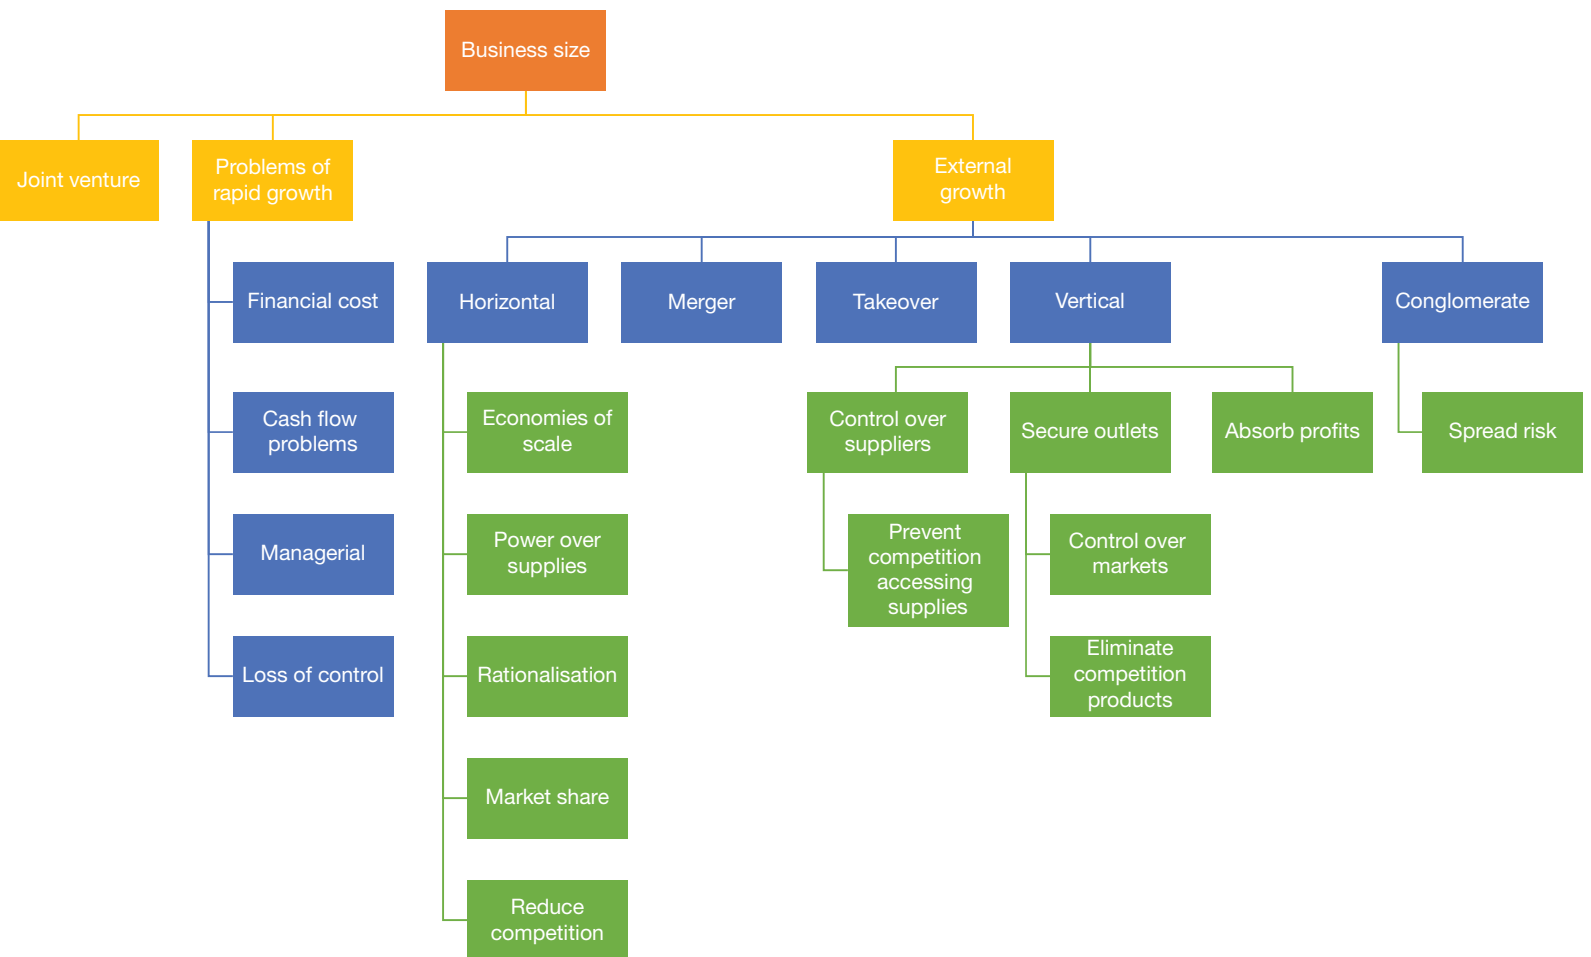 Business size
Joint venture
Problems of
rapid growth
External
growth
Financial cost
Horizontal
Merger
Takeover
Vertical
Conglomerate
Cash flow
problems
Economies of
scale
Control over
suppliers
Secure outlets
Absorb profits
Spread risk
Managerial
Power over
supplies
Prevent
competition
accessing
supplies
Control over
markets
Loss of control
Rationalisation
Eliminate
competition
products
Market share
Reduce
competition